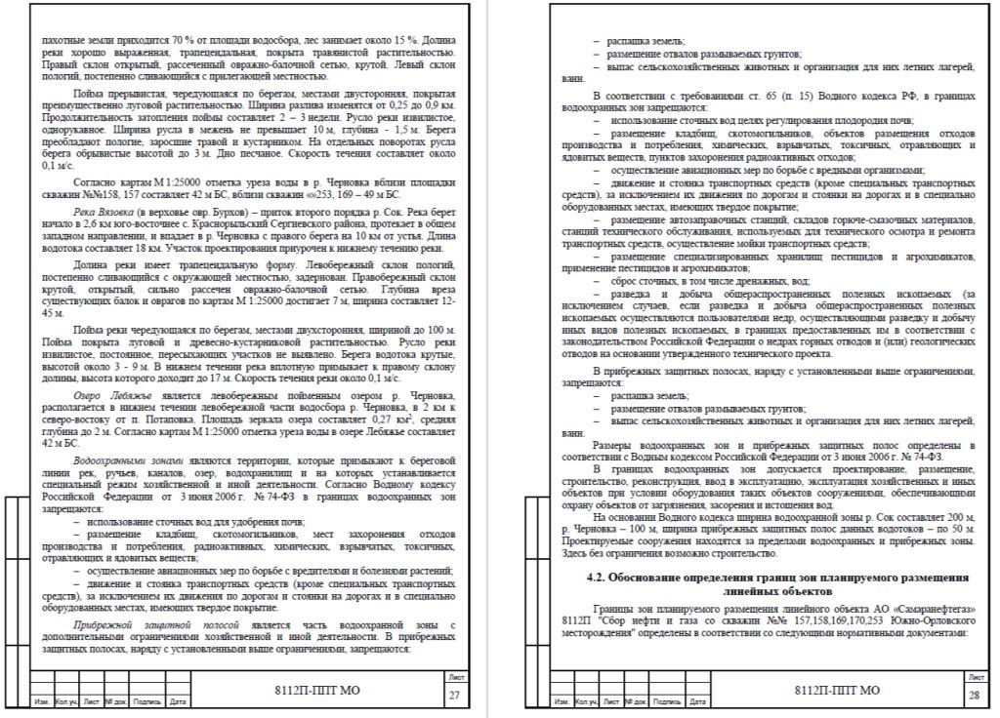 пахотные земли приходится 70 % от площади водосбора, лес занимает около 15 %. Долина
реки хорошо выраженная, трапецеидальная, покрыта травянистой растительностью.
Правый склон открытый, рассеченный овражно-балочной сетью, крутой. Левый склон
пологий, постепенно сливающийся с прилегающей местностью.
Пойма прерывистая, чередующаяся по берегам, местами двусторонняя, покрытая
преимущественно луговой растительностью. Ширина разлива изменятся от 0,25 до 0,9 км.
Продолжительность затопления поймы составляет 2 – 3 недели. Русло реки извилистое,
однорукавное. Ширина русла в межень не превышает 10 м, глубина - 1,5 м. Берега
преобладают пологие, заросшие травой и кустарником. На отдельных поворотах русла
берега обрывистые высотой до 3 м. Дно песчаное. Скорость течения составляет около
0,1 м/с.
Согласно картам М 1:25000 отметка уреза воды в р. Черновка вблизи площадки
скважин №№158, 157 составляет 42 м БС, вблизи скважин 253, 169 – 49 м БС.
Река Вязовка (в верховье овр. Бурхов) – приток второго порядка р. Сок. Река берет
начало в 2,6 км юго-восточнее с. Краснорыльский Сергиевского района, протекает в общем
западном направлении, и впадает в р. Черновка с правого берега на 10 км от устья. Длина
водотока составляет 18 км. Участок проектирования приурочен к нижнему течению реки.
Долина реки имеет трапецеидальную форму. Левобережный склон пологий,
постепенно сливающийся с окружающей местностью, задернован. Правобережный склон
крутой, открытый, сильно рассечен овражно-балочной сетью. Глубина вреза
существующих балок и оврагов по картам М 1:25000 достигает 7 м, ширина составляет 12-
45 м.
Пойма реки чередующаяся по берегам, местами двухсторонняя, шириной до 100 м.
Пойма покрыта луговой и древесно-кустарниковой растительностью. Русло реки
извилистое, постоянное, пересыхающих участков не выявлено. Берега водотока крутые,
высотой около 3 - 9 м. В нижнем течении река вплотную примыкает к правому склону
долины, высота которого доходит до 17 м. Скорость течения реки около 0,1 м/с.
Озеро Лебяжье является левобережным пойменным озером р. Черновка,
располагается в нижнем течении левобережной части водосбора р. Черновка, в 2 км к
северо-востоку от п. Потаповка. Площадь зеркала озера составляет 0,27 км², средняя
глубина до 2 м. Согласно картам М 1:25000 отметка уреза воды в озере Лебяжье составляет
42 м БС.
Водоохранными зонами являются территории, которые примыкают к береговой
линии рек, ручьев, каналов, озер, водохранилищ и на которых устанавливается
специальный режим хозяйственной и иной деятельности. Согласно Водному кодексу
Российской Федерации от 3 июня 2006 г. № 74-ФЗ в границах водоохранных зон
запрещаются:
– использование сточных вод для удобрения почв;
– размещение кладбищ, скотомогильников, мест захоронения отходов
производства и потребления, радиоактивных, химических, взрывчатых, токсичных,
отравляющих и ядовитых веществ;
– осуществление авиационных мер по борьбе с вредителями и болезнями растений;
– движение и стоянка транспортных средств (кроме специальных транспортных
средств), за исключением их движения по дорогам и стоянки на дорогах и в специально
оборудованных местах, имеющих твердое покрытие.
Прибрежной защитной полосой является часть водоохранной зоны с
дополнительными ограничениями хозяйственной и иной деятельности. В прибрежных
защитных полосах, наряду с установленными выше ограничениями, запрещаются:
Изм. Кол.уч. Лист № док. Подпись Дата
8112П-ППТ МО
Лист
27
– распашка земель;
– размещение отвалов размываемых грунтов;
– выпас сельскохозяйственных животных и организация для них летних лагерей,
ванн.
В соответствии с требованиями ст. 65 (п. 15) Водного кодекса РФ, в границах
водоохранных зон запрещаются:
– использование сточных вод целях регулирования плодородия почв;
– размещение кладбищ, скотомогильников, объектов размещения отходов
производства и потребления, химических, взрывчатых, токсичных, отравляющих и
ядовитых веществ, пунктов захоронения радиоактивных отходов;
– осуществление авиационных мер по борьбе с вредными организмами;
– движение и стоянка транспортных средств (кроме специальных транспортных
средств), за исключением их движения по дорогам и стоянки на дорогах и в специально
оборудованных местах, имеющих твердое покрытие;
– размещение автозаправочных станций, складов горюче-смазочных материалов,
станций технического обслуживания, используемых для технического осмотра и ремонта
транспортных средств, осуществление мойки транспортных средств;
– размещение специализированных хранилищ пестицидов и агрохимикатов,
применение пестицидов и агрохимикатов;
– сброс сточных, в том числе дренажных, вод;
– разведка и добыча общераспространенных полезных ископаемых (за
исключением случаев, если разведка и добыча общераспространенных полезных
ископаемых осуществляются пользователями недр, осуществляющими разведку и добычу
иных видов полезных ископаемых, в границах предоставленных им в соответствии с
законодательством Российской Федерации о недрах горных отводов и (или) геологических
отводов на основании утвержденного технического проекта.
В прибрежных защитных полосах, наряду с установленными выше ограничениями,
запрещаются:
– распашка земель;
– размещение отвалов размываемых грунтов;
– выпас сельскохозяйственных животных и организация для них летних лагерей,
ванн.
Размеры водоохранных зон и прибрежных защитных полос определены в
соответствии с Водным кодексом Российской Федерации от 3 июня 2006 г. № 74-ФЗ.
В границах водоохранных зон допускается проектирование, размещение,
строительство, реконструкция, ввод в эксплуатацию, эксплуатация хозяйственных и иных
объектов при условии оборудования таких объектов сооружениями, обеспечивающими
охрану объектов от загрязнения, засорения и истощения вод.
На основании Водного кодекса ширина водоохранной зоны р. Сок составляет 200 м,
р. Черновка – 100 м, ширина прибрежных защитных полос данных водотоков – по 50 м.
Проектируемые сооружения находятся за пределами водоохранных и прибрежных зоны.
Здесь без ограничения возможно строительство.
4.2. Обоснование определения границ зон планируемого размещения
линейных объектов
Границы зон планируемого размещения линейного объекта АО «Самаранефтегаз»
8112П "Сбор нефти и газа со скважин №№ 157,158,169,170,253 Южно-Орловского
месторождения" определены в соответствии со следующими нормативными документами:
Изм. Кол.уч. Лист № док. Подпись Дата
8112П-ППТ МО
Лист
28